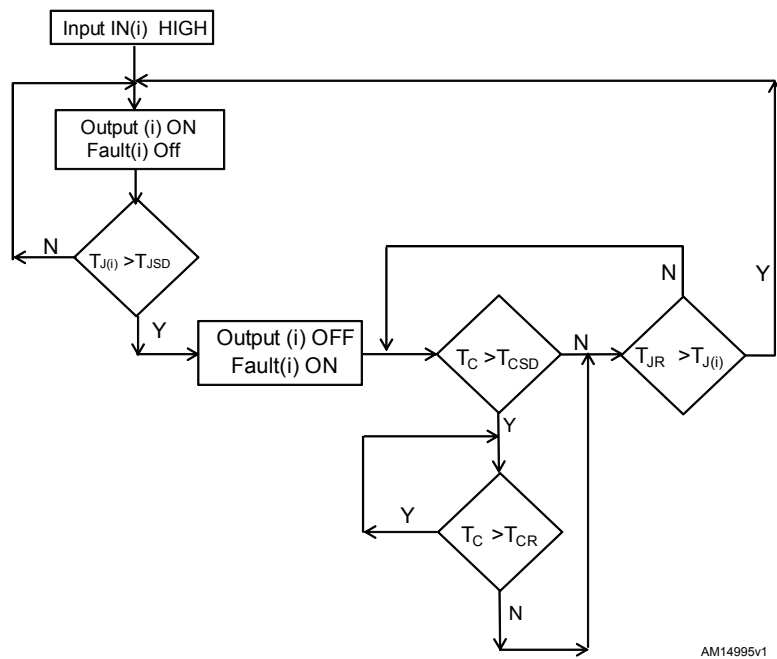 Input IN(i) HIGH
Output (i) ON
Fault(i) Off
N
TJ(i) >TJSD
Y
Output (i) OFF
Fault(i) ON
TC >TCSD
N
N
TJR >TJ(i)
Y
Y
Y
TC >TCR
N
AM14995v1